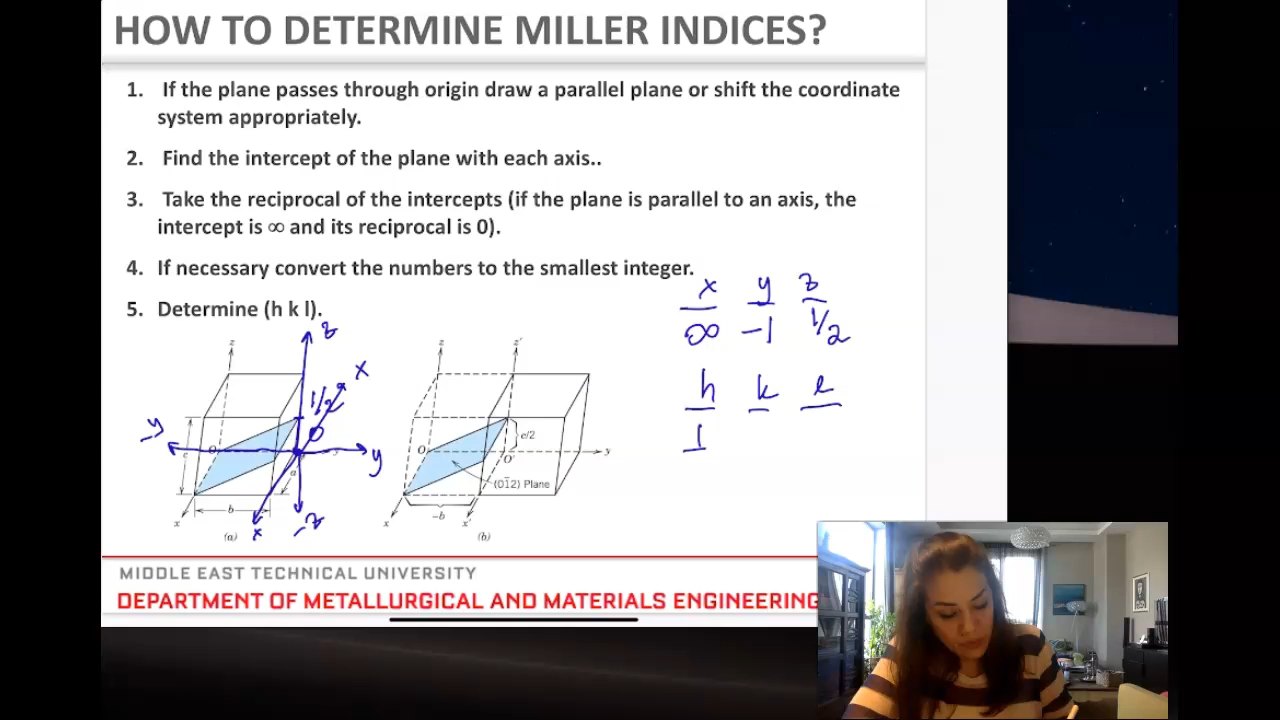 HOW TO DETERMINE MILLER INDICES?
1. If the plane passes through origin draw a parallel plane or shift the coordinate
system appropriately.
2. Find the intercept of the plane with each axis..
3. Take the reciprocal of the intercepts (if the plane is parallel to an axis, the
intercept is ∞ and its reciprocal is 0).
4. If necessary convert the numbers to the smallest integer.
5. Determine (h k l).
x y z
∞ -1 1/2
h k l
1
z
z
x
1/2
O
-y
c
O
y
a
b
x
x
-z
(a)
z
z'
c/2
O
O'
y
(01̅2) Plane
-b
x
x'
(b)
MIDDLE EAST TECHNICAL UNIVERSITY
DEPARTMENT OF METALLURGICAL AND MATERIALS ENGINEERING